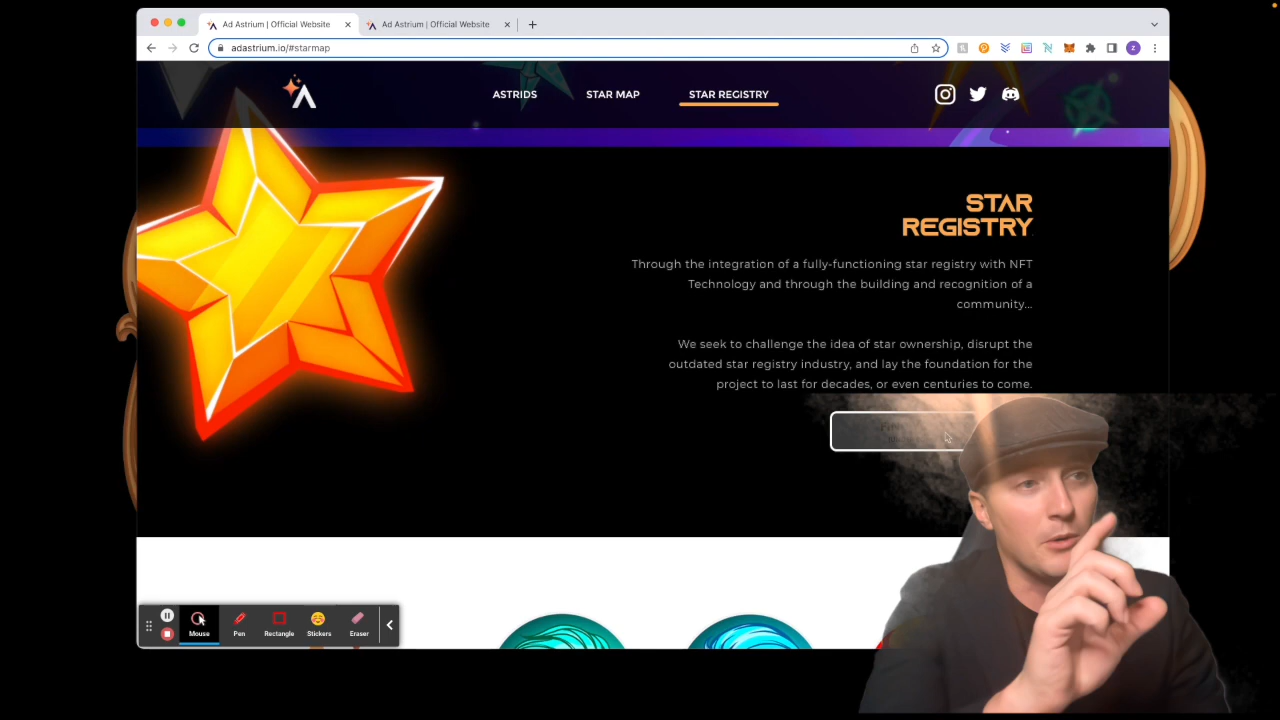 Ad Astrium | Official Website
Ad Astrium | Official Website
adastrium.io/#starmap
z
ASTRIDS
STAR MAP
STAR REGISTRY
STAR
REGISTRY
Through the integration of a fully-functioning star registry with NFT
Technology and through the building and recognition of a
community...
We seek to challenge the idea of star ownership, disrupt the
outdated star registry industry, and lay the foundation for the
project to last for decades, or even centuries to come.
Mouse
Pen
Rectangle
Stickers
Eraser